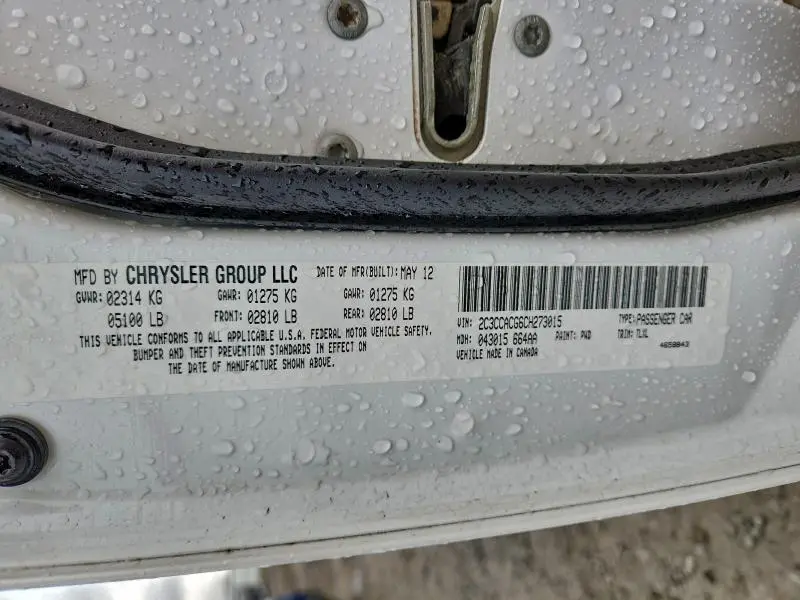 MFD BY CHRYSLER GROUP LLC DATE OF MFR(BUILT): MAY 12
GVWR: 02314 KG GAWR: 01275 KG GAWR: 01275 KG
05100 LB FRONT: 02810 LB REAR: 02810 LB
THIS VEHICLE CONFORMS TO ALL APPLICABLE U.S.A. FEDERAL MOTOR VEHICLE SAFETY,
BUMPER AND THEFT PREVENTION STANDARDS IN EFFECT ON
THE DATE OF MANUFACTURE SHOWN ABOVE.
VIN: 2C3CCACG6CH273015 TYPE: PASSENGER CAR
MDH: 043015 664AA PAINT: PWD TRIM: TLXL
VEHICLE MADE IN CANADA 4658843